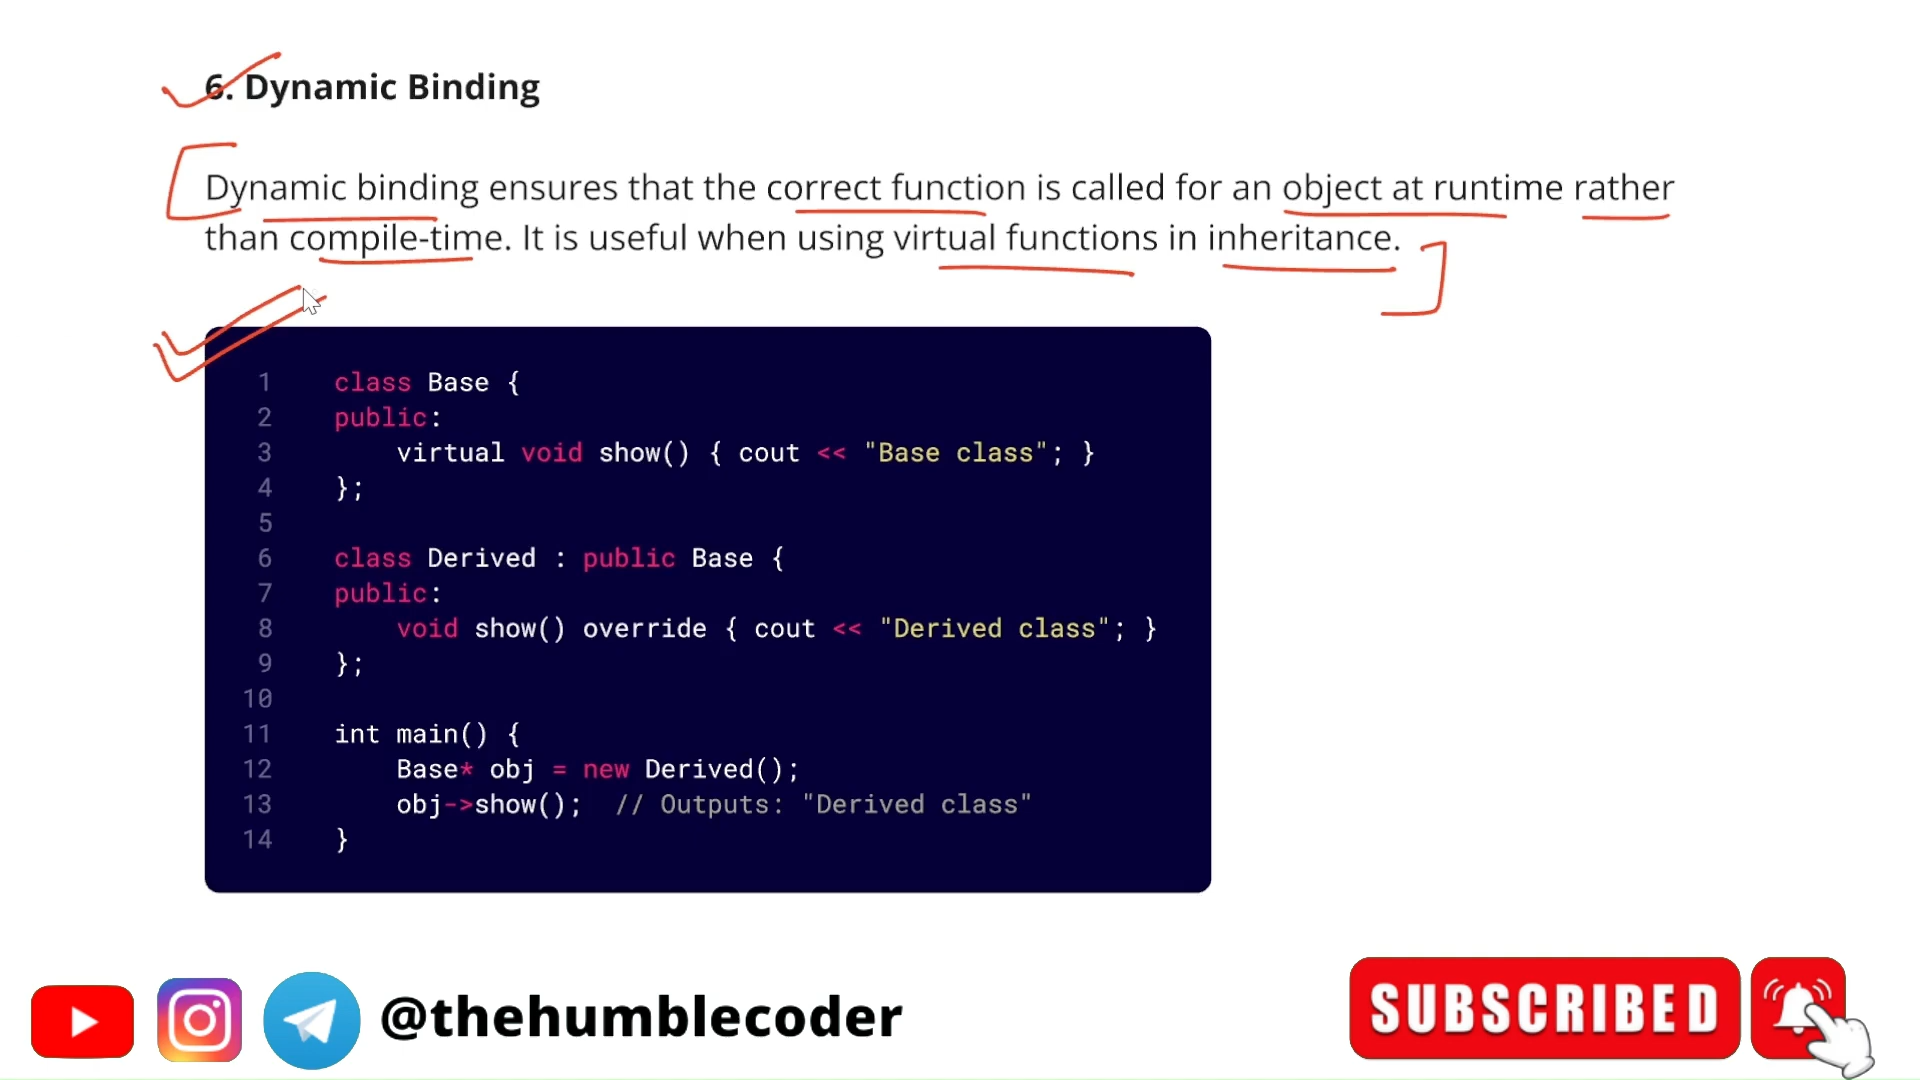 6. Dynamic Binding
Dynamic binding ensures that the correct function is called for an object at runtime rather
than compile-time. It is useful when using virtual functions in inheritance.
1 class Base {
2 public:
3     virtual void show() { cout << "Base class"; }
4 };
5
6 class Derived : public Base {
7 public:
8     void show() override { cout << "Derived class"; }
9 };
10
11 int main() {
12     Base* obj = new Derived();
13     obj->show();  // Outputs: "Derived class"
14 }
@thehumblecoder
SUBSCRIBED